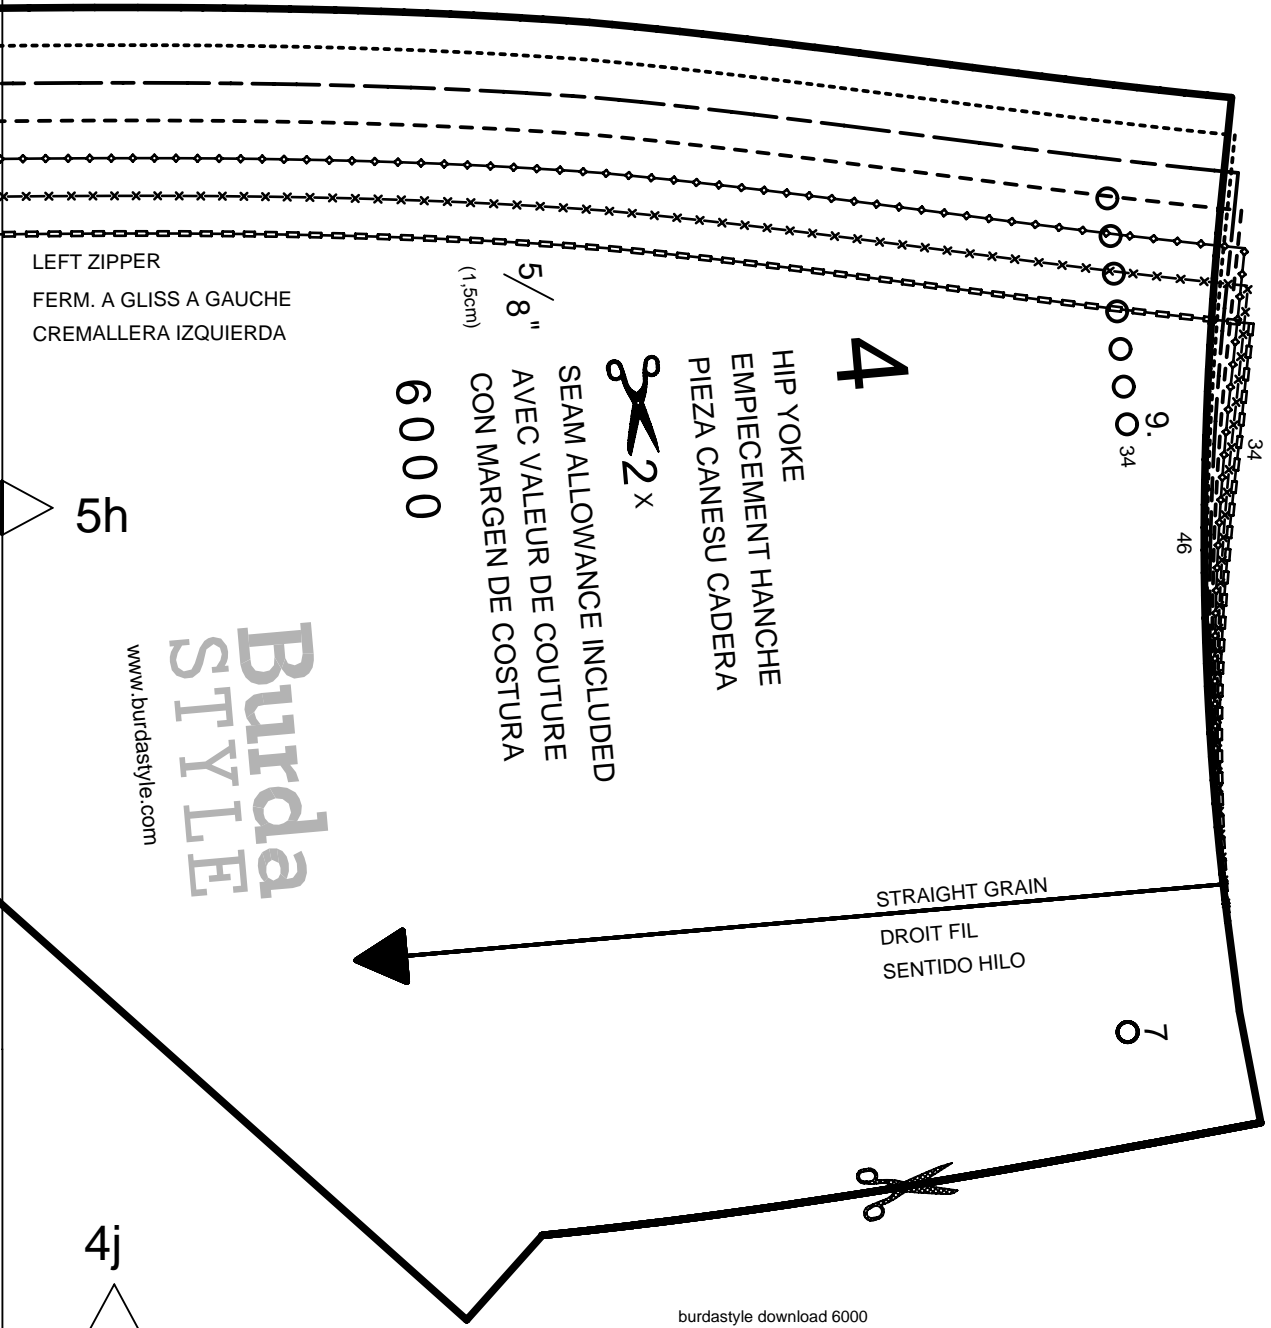 LEFT ZIPPER
FERM. A GLISS A GAUCHE
CREMALLERA IZQUIERDA
5/8"
(1,5cm)
4
HIP YOKE
EMPIECEMENT HANCHE
PIEZA CANESU CADERA
2 x
SEAM ALLOWANCE INCLUDED
AVEC VALEUR DE COUTURE
CON MARGEN DE COSTURA
6000
9.
34
34
46
5h
Burda
STYLE
www.burdastyle.com
STRAIGHT GRAIN
DROIT FIL
SENTIDO HILO
7
4j
burdastyle download 6000